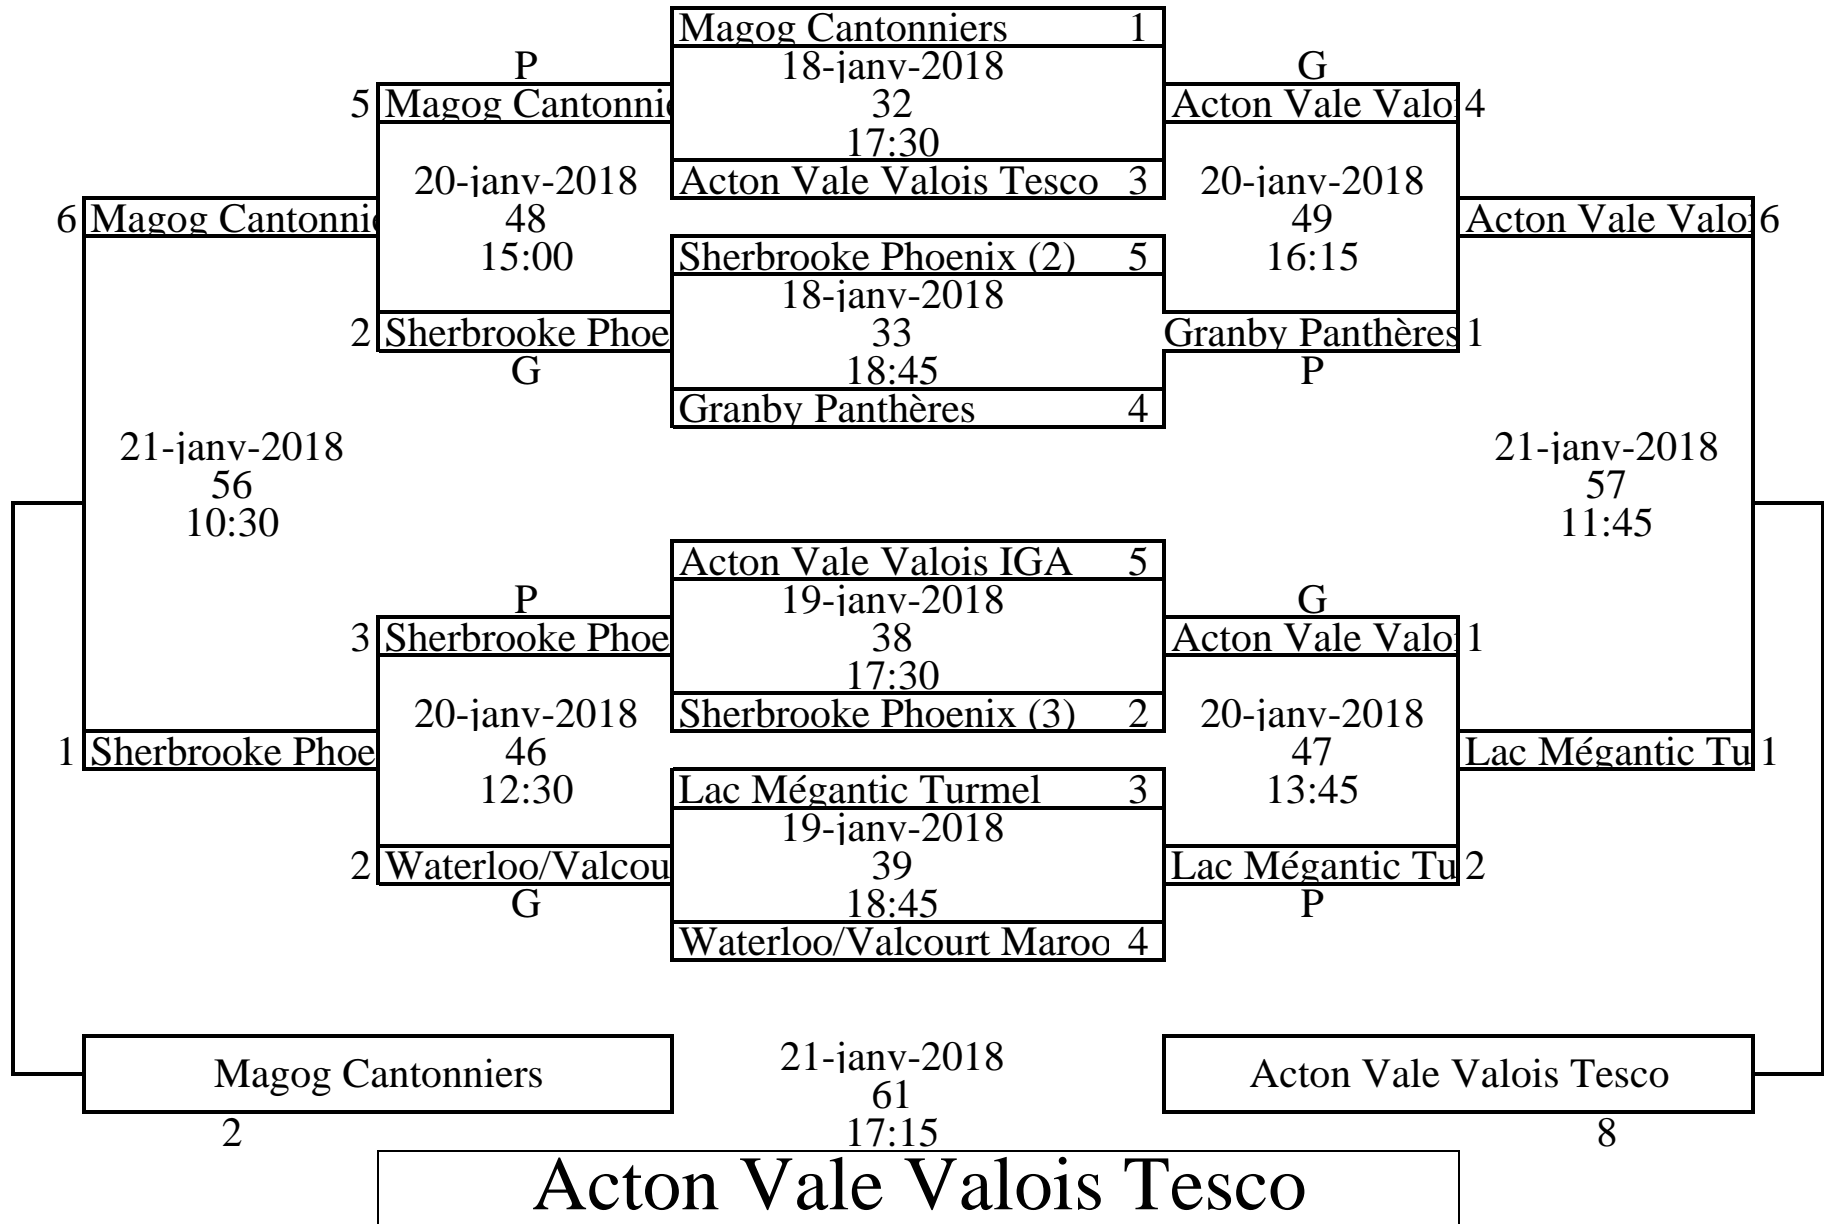 Magog Cantonniers 1
P 18-janv-2018 G
5 Magog Cantonnie 32 Acton Vale Valoi 4
17:30
20-janv-2018 Acton Vale Valois Tesco 3 20-janv-2018
6 Magog Cantonnie 48 49 Acton Vale Valoi 6
15:00 Sherbrooke Phoenix (2) 5 16:15
18-janv-2018
2 Sherbrooke Phoe 33 Granby Panthères 1
G 18:45 P
Granby Panthères 4
21-janv-2018 21-janv-2018
56 57
10:30 11:45
Acton Vale Valois IGA 5
P 19-janv-2018 G
3 Sherbrooke Phoe 38 Acton Vale Valoi 1
17:30
20-janv-2018 Sherbrooke Phoenix (3) 2 20-janv-2018
1 Sherbrooke Phoe 46 47 Lac Mégantic Tu 1
12:30 Lac Mégantic Turmel 3 13:45
19-janv-2018
2 Waterloo/Valcou 39 Lac Mégantic Tu 2
G 18:45 P
Waterloo/Valcourt Maroo 4
21-janv-2018
Magog Cantonniers Acton Vale Valois Tesco
61
2 17:15 8
Acton Vale Valois Tesco